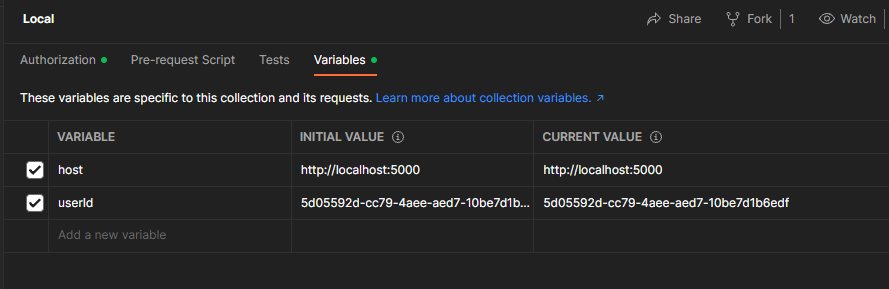 Local Share Fork 1 Watch
Authorization Pre-request Script Tests Variables
These variables are specific to this collection and its requests. Learn more about collection variables. ↗
VARIABLE INITIAL VALUE CURRENT VALUE
host http://localhost:5000 http://localhost:5000
userId 5d05592d-cc79-4aee-aed7-10be7d1b... 5d05592d-cc79-4aee-aed7-10be7d1b6edf
Add a new variable